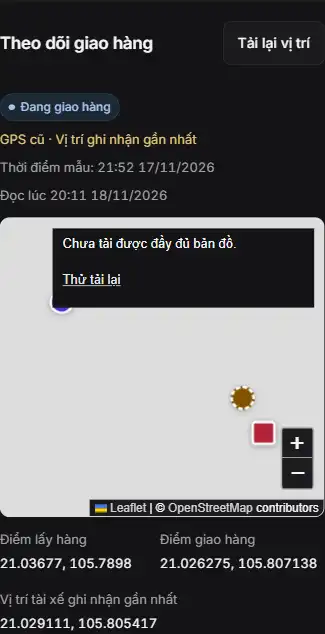 Theo dõi giao hàng
Tải lại vị trí
Đang giao hàng
GPS cũ · Vị trí ghi nhận gần nhất
Thời điểm mẫu: 21:52 17/11/2026
Đọc lúc 20:11 18/11/2026
Chưa tải được đầy đủ bản đồ.
Thử tải lại
+
−
Leaflet | © OpenStreetMap contributors
Điểm lấy hàng
21.03677, 105.7898
Điểm giao hàng
21.026275, 105.807138
Vị trí tài xế ghi nhận gần nhất
21.029111, 105.805417